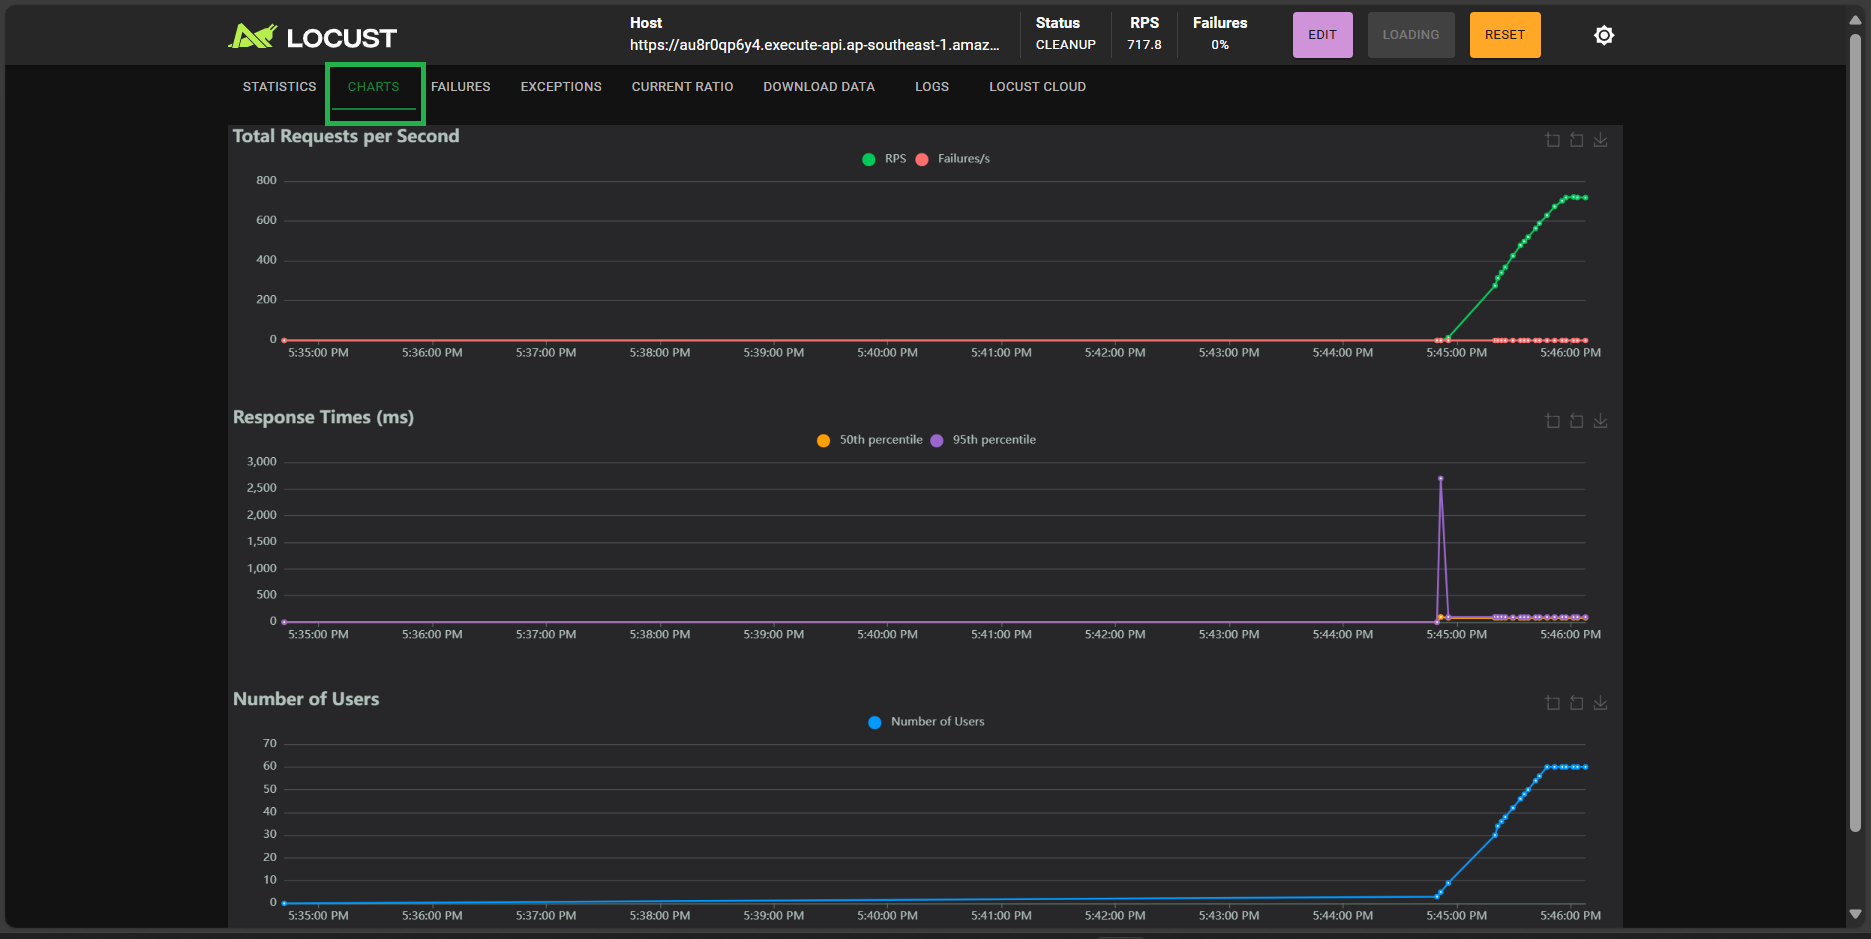 LOCUST
Host
https://au8r0qp6y4.execute-api.ap-southeast-1.amaz...
Status
CLEANUP
RPS
717.8
Failures
0%
EDIT
LOADING
RESET
STATISTICS CHARTS FAILURES EXCEPTIONS CURRENT RATIO DOWNLOAD DATA LOGS LOCUST CLOUD
Total Requests per Second
RPS Failures/s
800
600
400
200
0
5:35:00 PM 5:36:00 PM 5:37:00 PM 5:38:00 PM 5:39:00 PM 5:40:00 PM 5:41:00 PM 5:42:00 PM 5:43:00 PM 5:44:00 PM 5:45:00 PM 5:46:00 PM
Response Times (ms)
50th percentile 95th percentile
3,000
2,500
2,000
1,500
1,000
500
0
5:35:00 PM 5:36:00 PM 5:37:00 PM 5:38:00 PM 5:39:00 PM 5:40:00 PM 5:41:00 PM 5:42:00 PM 5:43:00 PM 5:44:00 PM 5:45:00 PM 5:46:00 PM
Number of Users
Number of Users
70
60
50
40
30
20
10
0
5:35:00 PM 5:36:00 PM 5:37:00 PM 5:38:00 PM 5:39:00 PM 5:40:00 PM 5:41:00 PM 5:42:00 PM 5:43:00 PM 5:44:00 PM 5:45:00 PM 5:46:00 PM